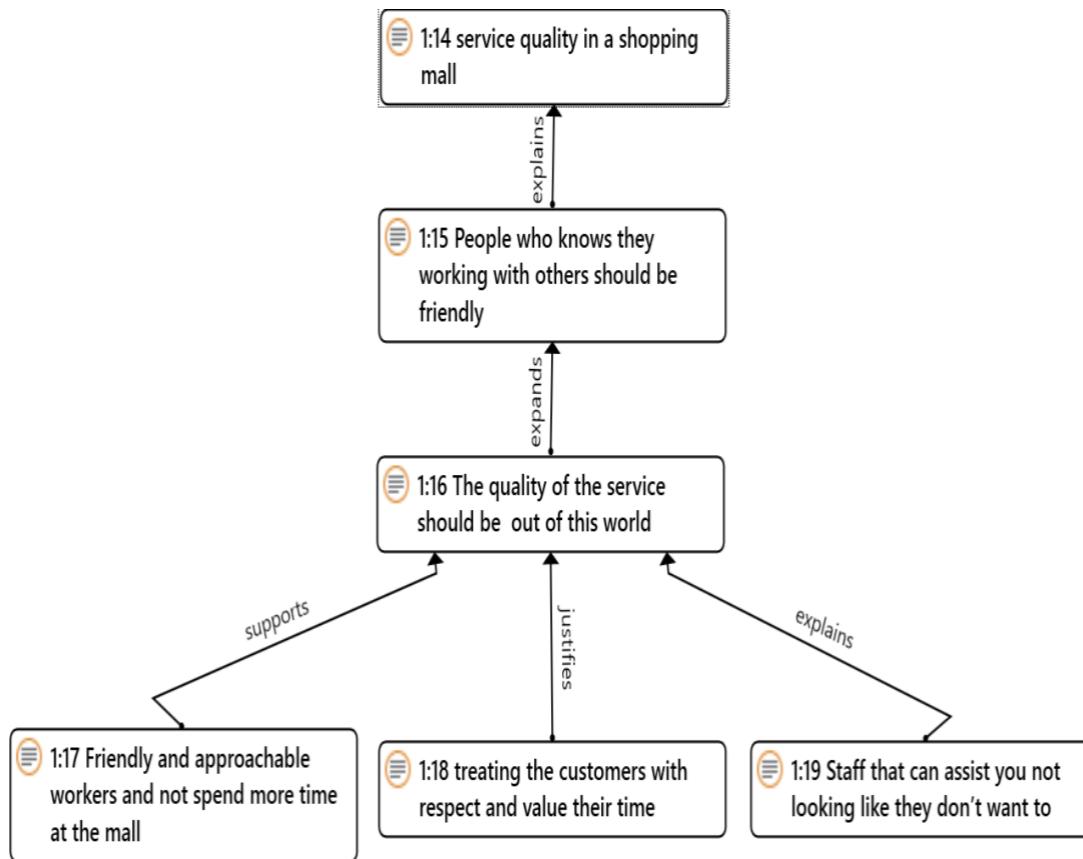 1:14 service quality in a shopping
mall
explains
1:15 People who knows they
working with others should be
friendly
expands
1:16 The quality of the service
should be  out of this world
supports
justifies
explains
1:17 Friendly and approachable
workers and not spend more time
at the mall
1:18 treating the customers with
respect and value their time
1:19 Staff that can assist you not
looking like they don’t want to